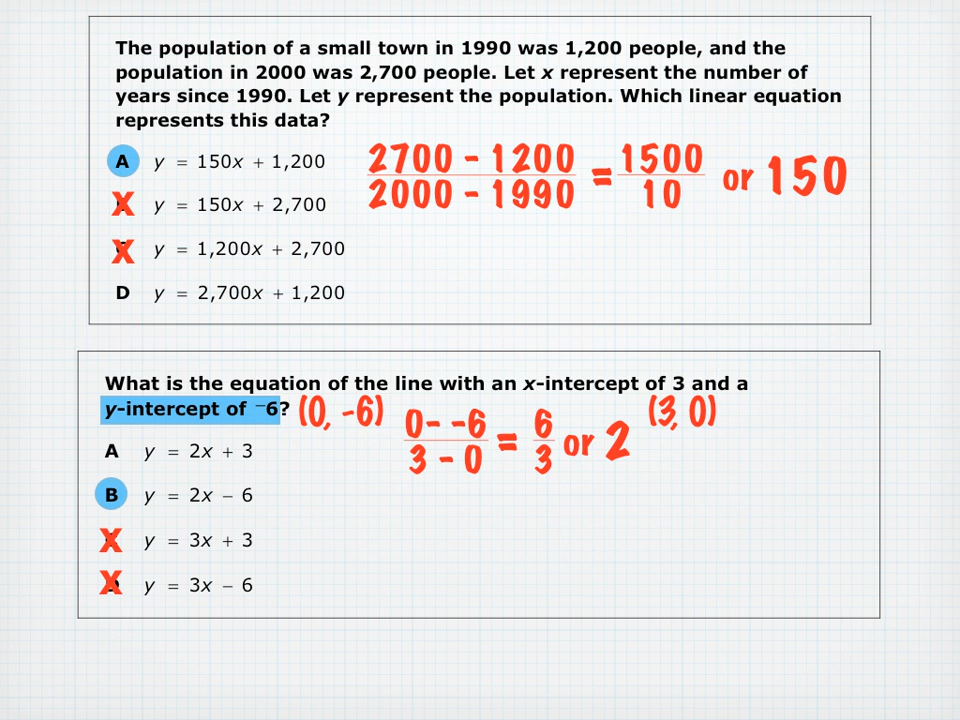 The population of a small town in 1990 was 1,200 people, and the
population in 2000 was 2,700 people. Let x represent the number of
years since 1990. Let y represent the population. Which linear equation
represents this data?
A y = 150x + 1,200
2700 - 1200 = 1500 or 150
2000 - 1990 10
X y = 150x + 2,700
X y = 1,200x + 2,700
D y = 2,700x + 1,200
What is the equation of the line with an x-intercept of 3 and a
y-intercept of ⁻6? (0, -6) (3, 0)
0- -6 = 6 or 2
3 - 0 3
A y = 2x + 3
B y = 2x − 6
X y = 3x + 3
X y = 3x − 6